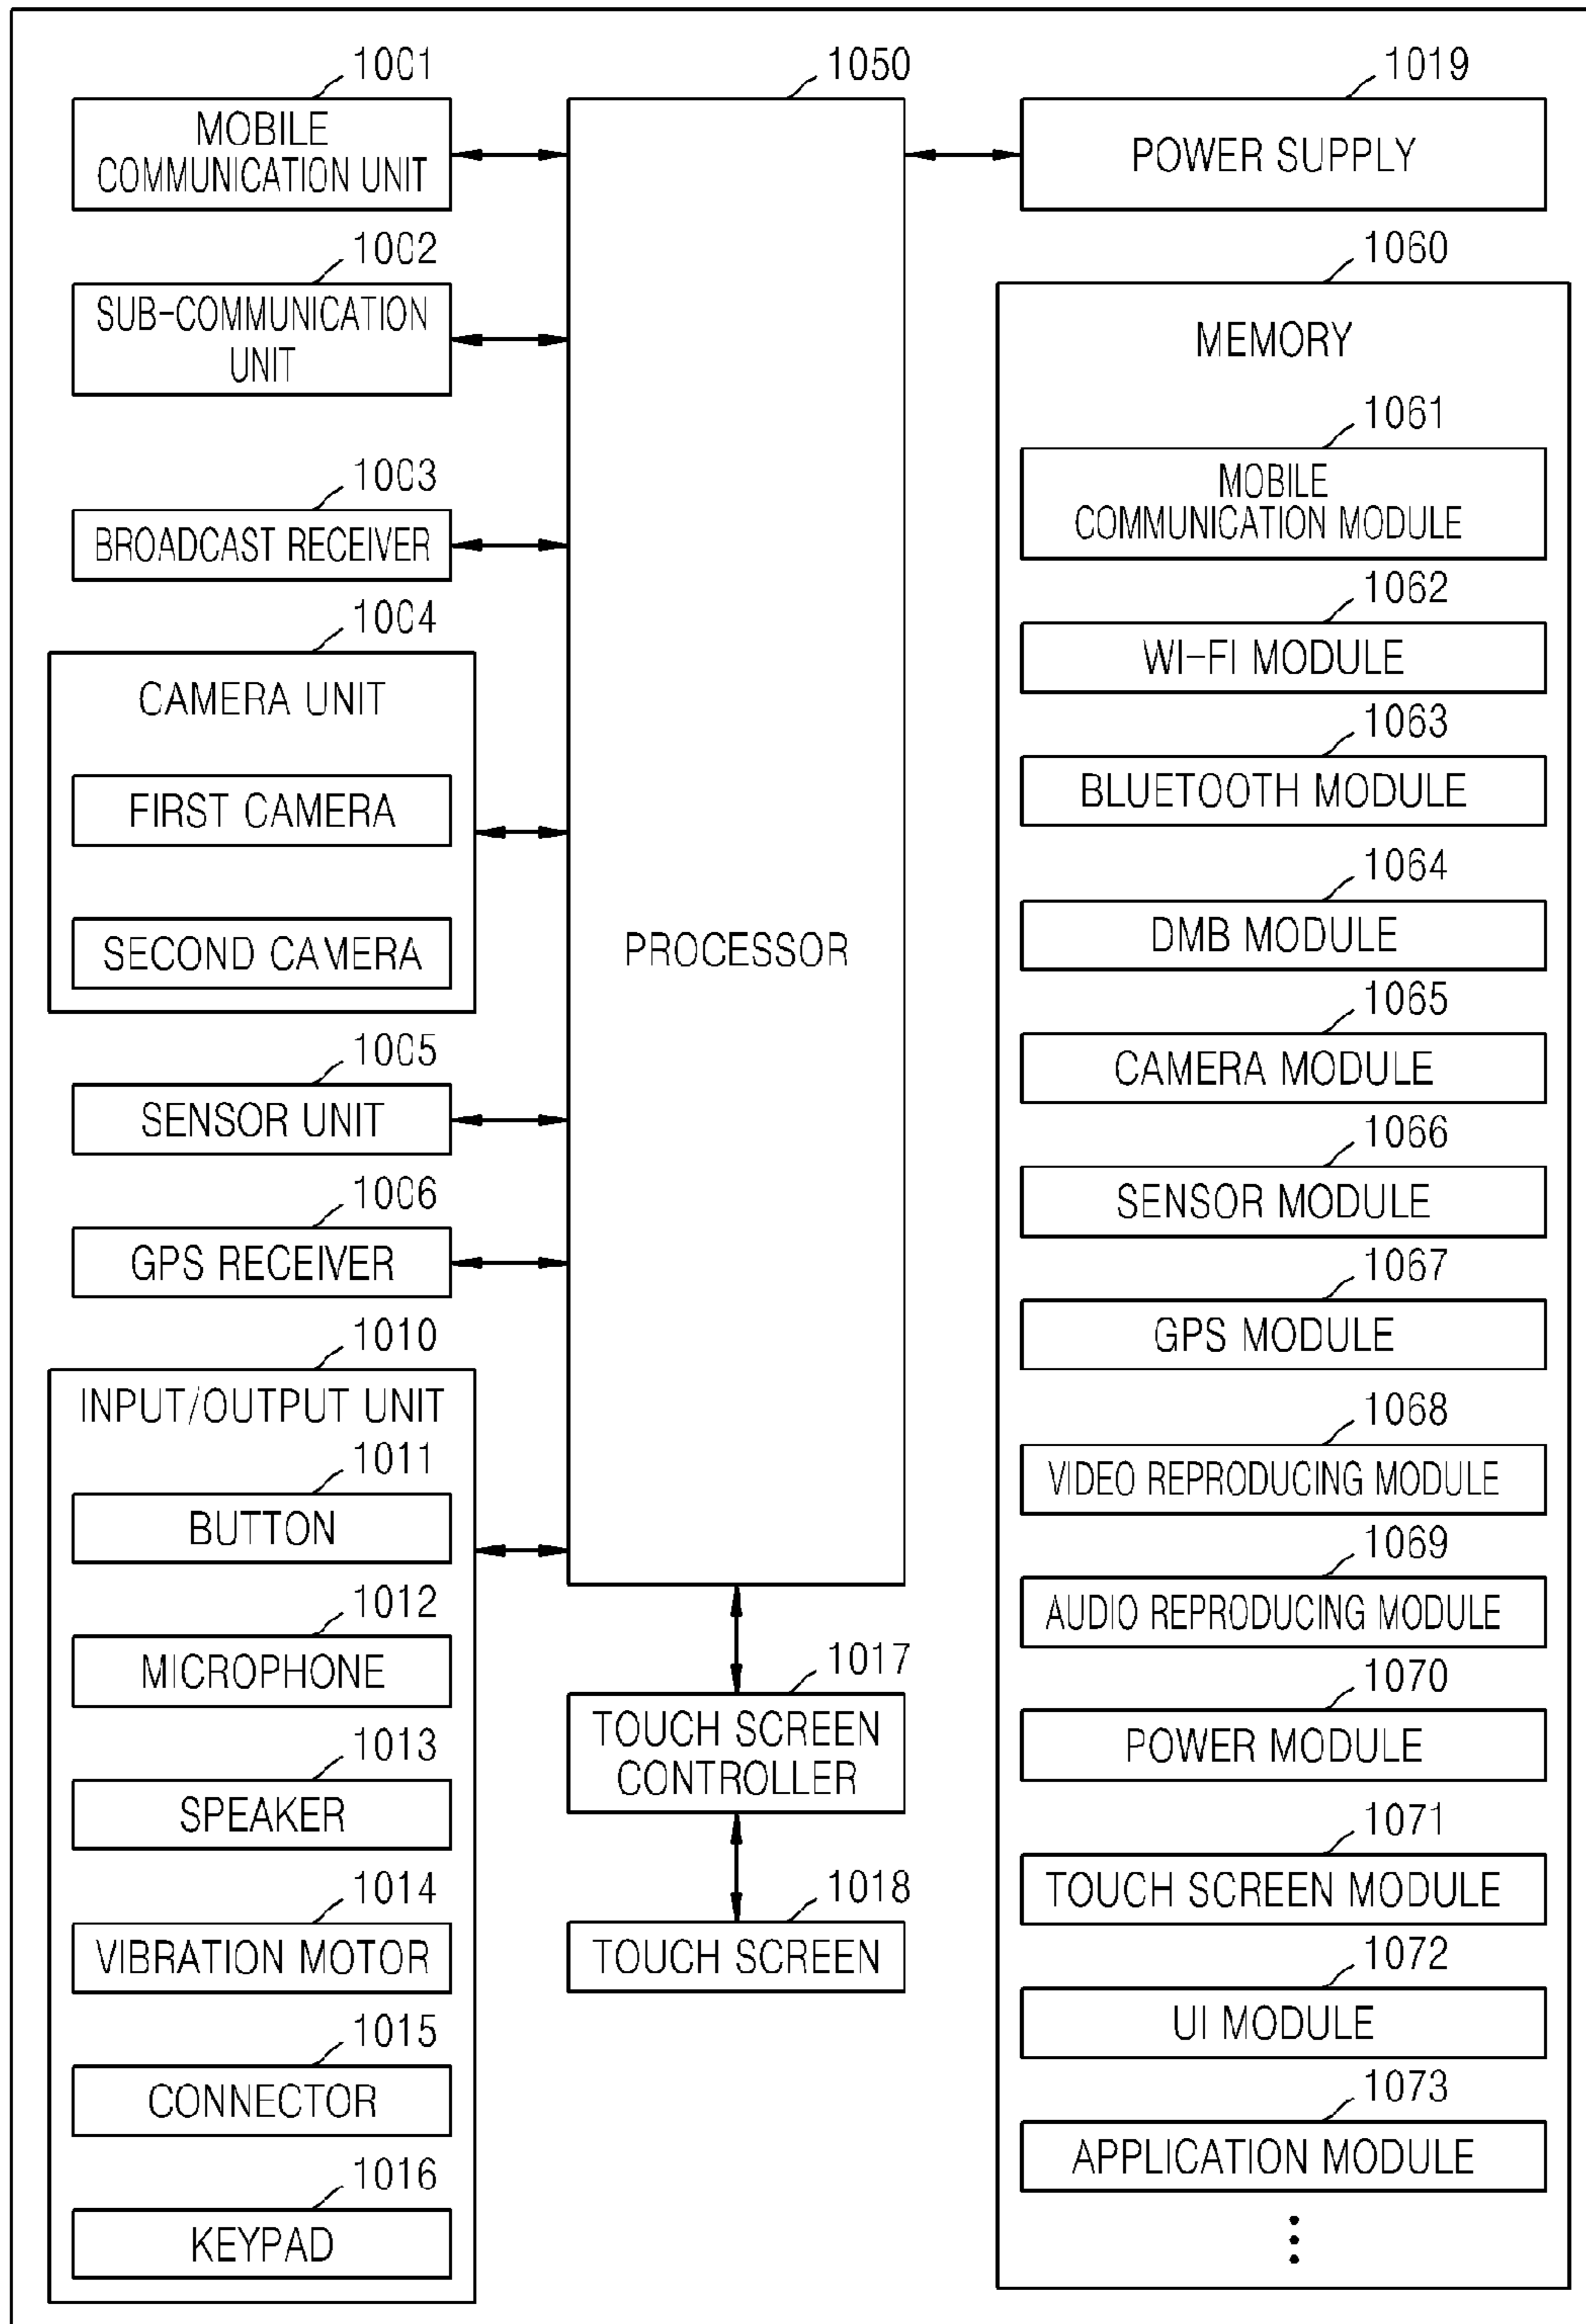 1001
MOBILE
COMMUNICATION UNIT
1002
SUB-COMMUNICATION
UNIT
1003
BROADCAST RECEIVER
1004
CAMERA UNIT
FIRST CAMERA
SECOND CAMERA
1005
SENSOR UNIT
1006
GPS RECEIVER
1010
INPUT/OUTPUT UNIT
1011
BUTTON
1012
MICROPHONE
1013
SPEAKER
1014
VIBRATION MOTOR
1015
CONNECTOR
1016
KEYPAD
1050
PROCESSOR
1017
TOUCH SCREEN
CONTROLLER
1018
TOUCH SCREEN
1019
POWER SUPPLY
1060
MEMORY
1061
MOBILE
COMMUNICATION MODULE
1062
WI-FI MODULE
1063
BLUETOOTH MODULE
1064
DMB MODULE
1065
CAMERA MODULE
1066
SENSOR MODULE
1067
GPS MODULE
1068
VIDEO REPRODUCING MODULE
1069
AUDIO REPRODUCING MODULE
1070
POWER MODULE
1071
TOUCH SCREEN MODULE
1072
UI MODULE
1073
APPLICATION MODULE